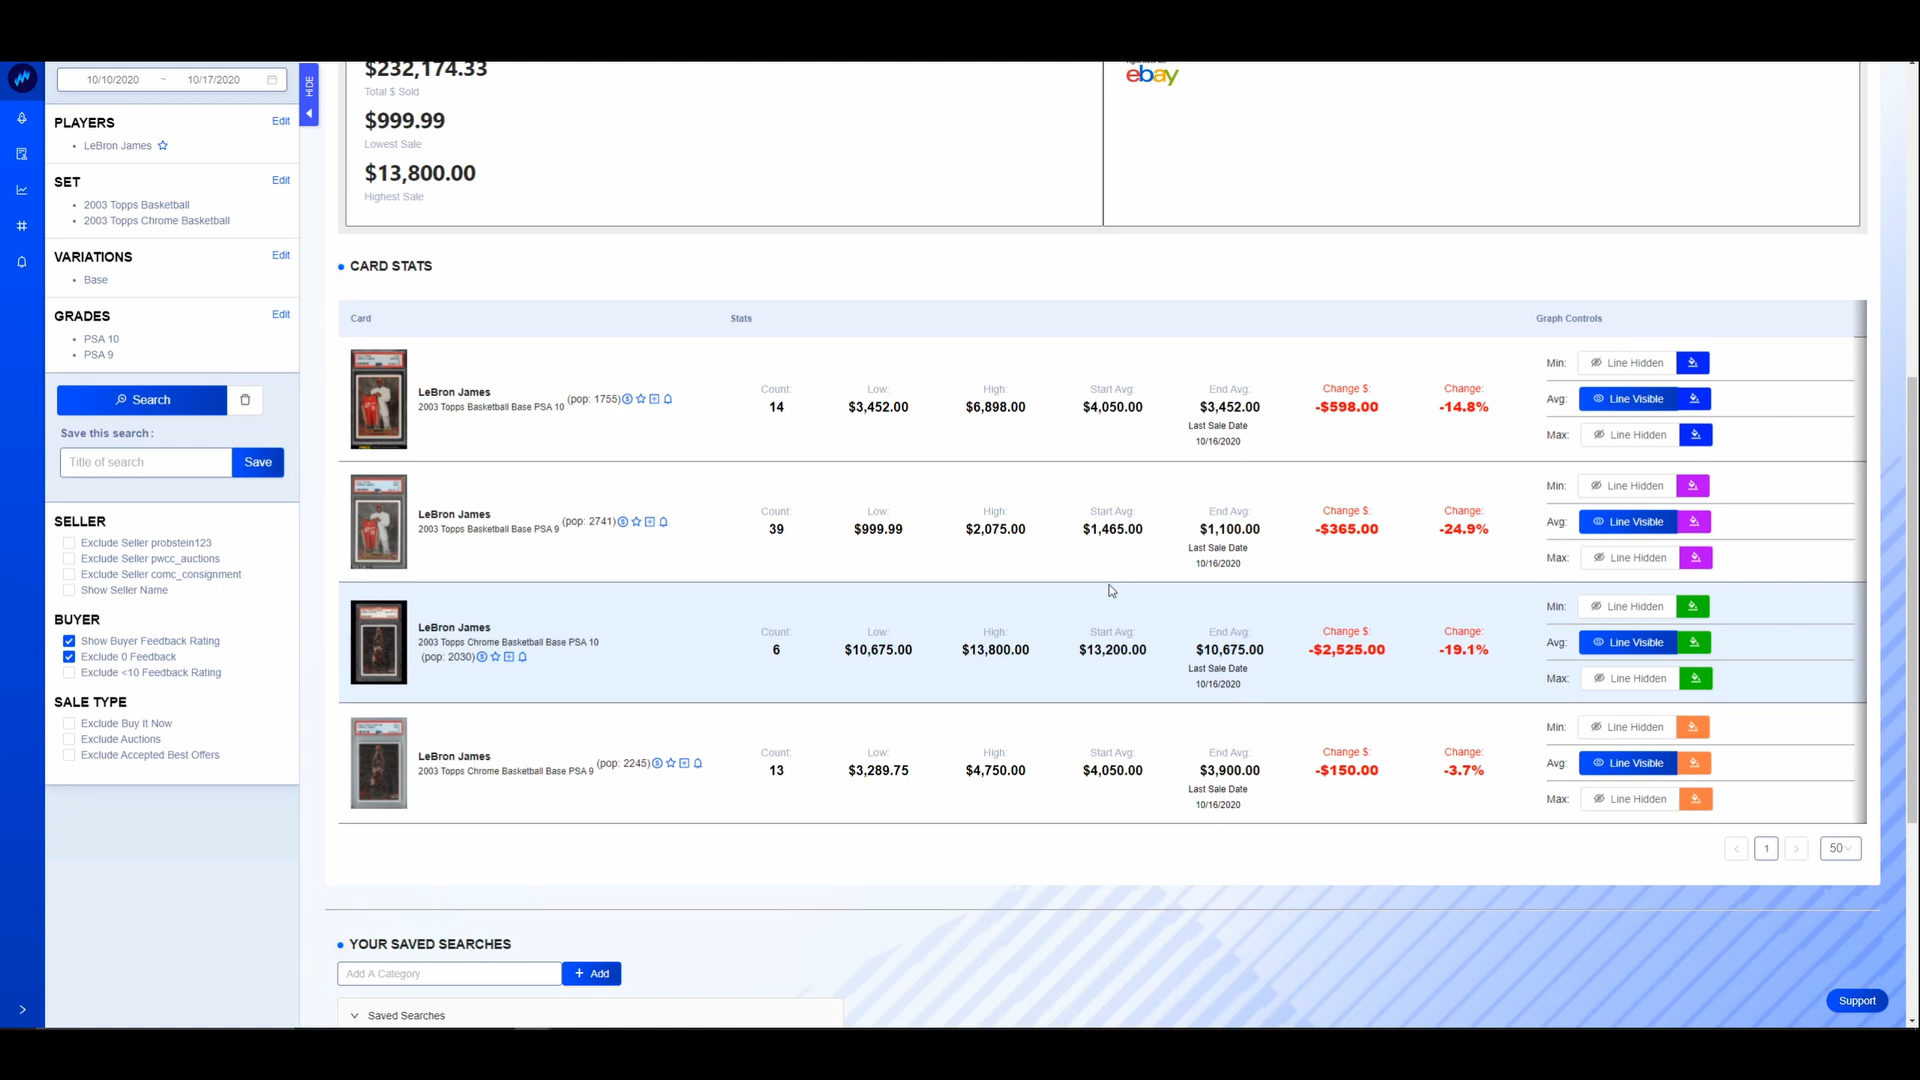 10/10/2020 ~ 10/17/2020
HIDE
PLAYERS Edit
LeBron James
SET Edit
2003 Topps Basketball
2003 Topps Chrome Basketball
VARIATIONS Edit
Base
GRADES Edit
PSA 10
PSA 9
Search
Save this search:
Title of search Save
SELLER
Exclude Seller probstein123
Exclude Seller pwcc_auctions
Exclude Seller comc_consignment
Show Seller Name
BUYER
Show Buyer Feedback Rating
Exclude 0 Feedback
Exclude <10 Feedback Rating
SALE TYPE
Exclude Buy It Now
Exclude Auctions
Exclude Accepted Best Offers
$232,174.33
Total $ Sold
$999.99
Lowest Sale
$13,800.00
Highest Sale
ebay
CARD STATS
Card Stats Graph Controls
LeBron James
2003 Topps Basketball Base PSA 10 (pop: 1755)
Count: Low: High: Start Avg: End Avg: Change $: Change:
14 $3,452.00 $6,898.00 $4,050.00 $3,452.00 -$598.00 -14.8%
Last Sale Date
10/16/2020
Min: Line Hidden
Avg: Line Visible
Max: Line Hidden
LeBron James
2003 Topps Basketball Base PSA 9 (pop: 2741)
Count: Low: High: Start Avg: End Avg: Change $: Change:
39 $999.99 $2,075.00 $1,465.00 $1,100.00 -$365.00 -24.9%
Last Sale Date
10/16/2020
Min: Line Hidden
Avg: Line Visible
Max: Line Hidden
LeBron James
2003 Topps Chrome Basketball Base PSA 10
(pop: 2030)
Count: Low: High: Start Avg: End Avg: Change $: Change:
6 $10,675.00 $13,800.00 $13,200.00 $10,675.00 -$2,525.00 -19.1%
Last Sale Date
10/16/2020
Min: Line Hidden
Avg: Line Visible
Max: Line Hidden
LeBron James
2003 Topps Chrome Basketball Base PSA 9 (pop: 2245)
Count: Low: High: Start Avg: End Avg: Change $: Change:
13 $3,289.75 $4,750.00 $4,050.00 $3,900.00 -$150.00 -3.7%
Last Sale Date
10/16/2020
Min: Line Hidden
Avg: Line Visible
Max: Line Hidden
< 1 > 50
YOUR SAVED SEARCHES
Add A Category + Add
Saved Searches
Support